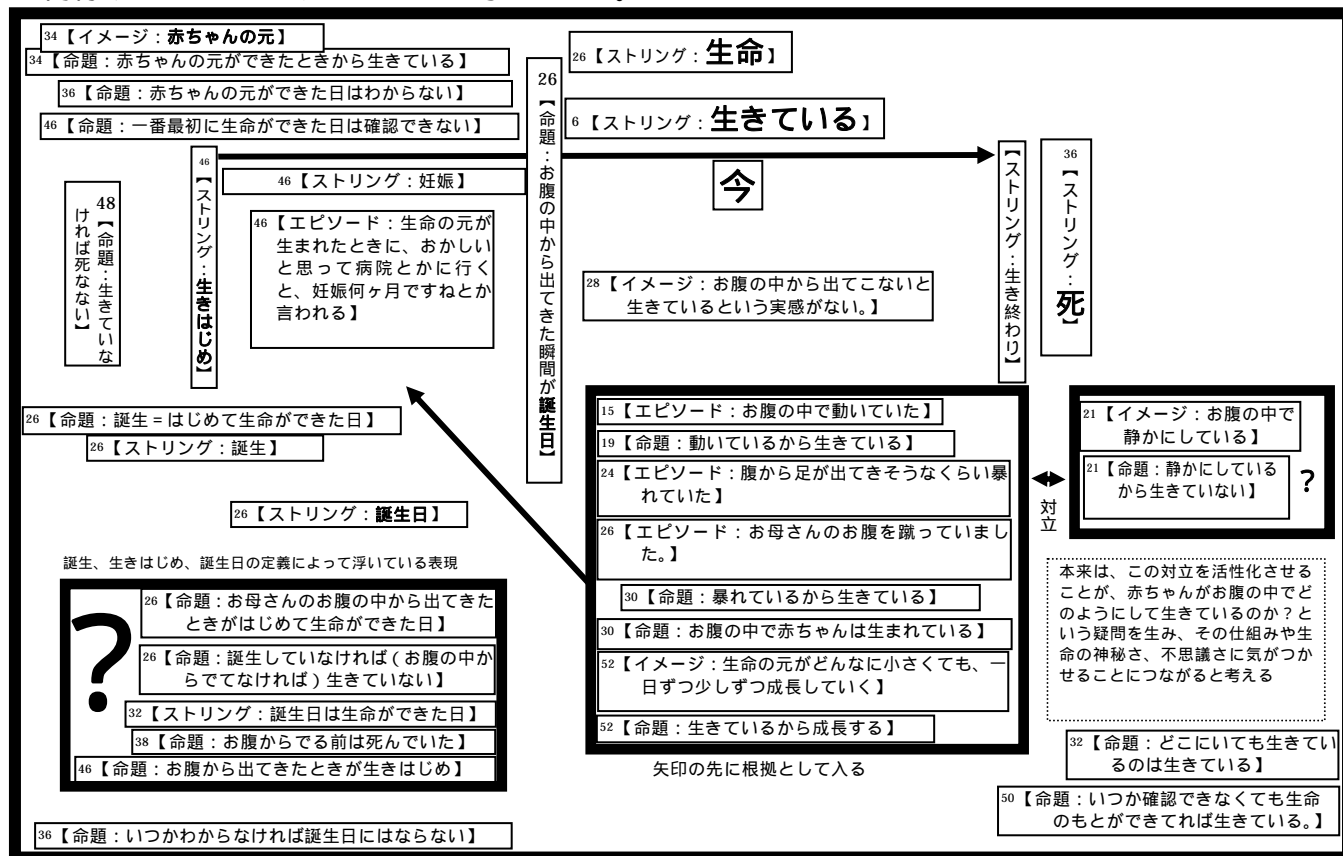 34【イメージ：赤ちゃんの元】
34【命題：赤ちゃんの元ができたときから生きている】
36【命題：赤ちゃんの元ができた日はわからない】
46【命題：一番最初に生命ができた日は確認できない】
26【ストリング：生命】
6【ストリング：生きている】
今
26【命題：お腹の中から出てきた瞬間が誕生日】
46【ストリング：生きはじめ】
46【ストリング：妊娠】
46【エピソード：生命の元が
生まれたときに、おかしい
と思って病院とかに行く
と、妊娠何ヶ月ですねとか
言われる】
48【命題：生きていな
ければ死なない】
28【イメージ：お腹の中から出てこないと
生きているという実感がない。】
【ストリング：生き終わり】
36【ストリング：死】
26【命題：誕生＝はじめて生命ができた日】
26【ストリング：誕生】
26【ストリング：誕生日】
15【エピソード：お腹の中で動いていた】
19【命題：動いているから生きている】
24【エピソード：腹から足が出てきそうなくらい暴
れていた】
26【エピソード：お母さんのお腹を蹴っていまし
た。】
30【命題：暴れているから生きている】
30【命題：お腹の中で赤ちゃんは生まれている】
52【イメージ：生命の元がどんなに小さくても、一
日ずつ少しずつ成長していく】
52【命題：生きているから成長する】
矢印の先に根拠として入る
対立
21【イメージ：お腹の中で
静かにしている】
21【命題：静かにしている
から生きていない】
？
本来は、この対立を活性化させる
ことが、赤ちゃんがお腹の中でど
のようにして生きているのか？と
いう疑問を生み、その仕組みや生
命の神秘さ、不思議さに気がつか
せることにつながると考える
誕生、生きはじめ、誕生日の定義によって浮いている表現
？
26【命題：お母さんのお腹の中から出てきた
ときがはじめて生命ができた日】
26【命題：誕生していなければ（お腹の中か
らでてなければ）生きていない】
32【ストリング：誕生日は生命ができた日】
38【命題：お腹からでる前は死んでいた】
46【命題：お腹から出てきたときが生きはじめ】
32【命題：どこにいても生きてい
るのは生きている】
50【命題：いつか確認できなくても生命
のもとができてれば生きている。】
36【命題：いつかわからなければ誕生日にはならない】